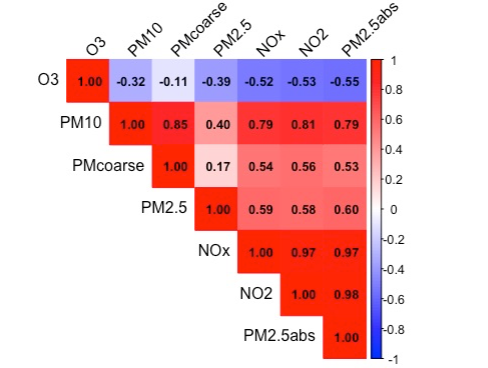 O3 PM10 PMcoarse PM2.5 NOx NO2 PM2.5abs
O3 1.00 -0.32 -0.11 -0.39 -0.52 -0.53 -0.55
PM10 1.00 0.85 0.40 0.79 0.81 0.79
PMcoarse 1.00 0.17 0.54 0.56 0.53
PM2.5 1.00 0.59 0.58 0.60
NOx 1.00 0.97 0.97
NO2 1.00 0.98
PM2.5abs 1.00
1
0.8
0.6
0.4
0.2
0
-0.2
-0.4
-0.6
-0.8
-1